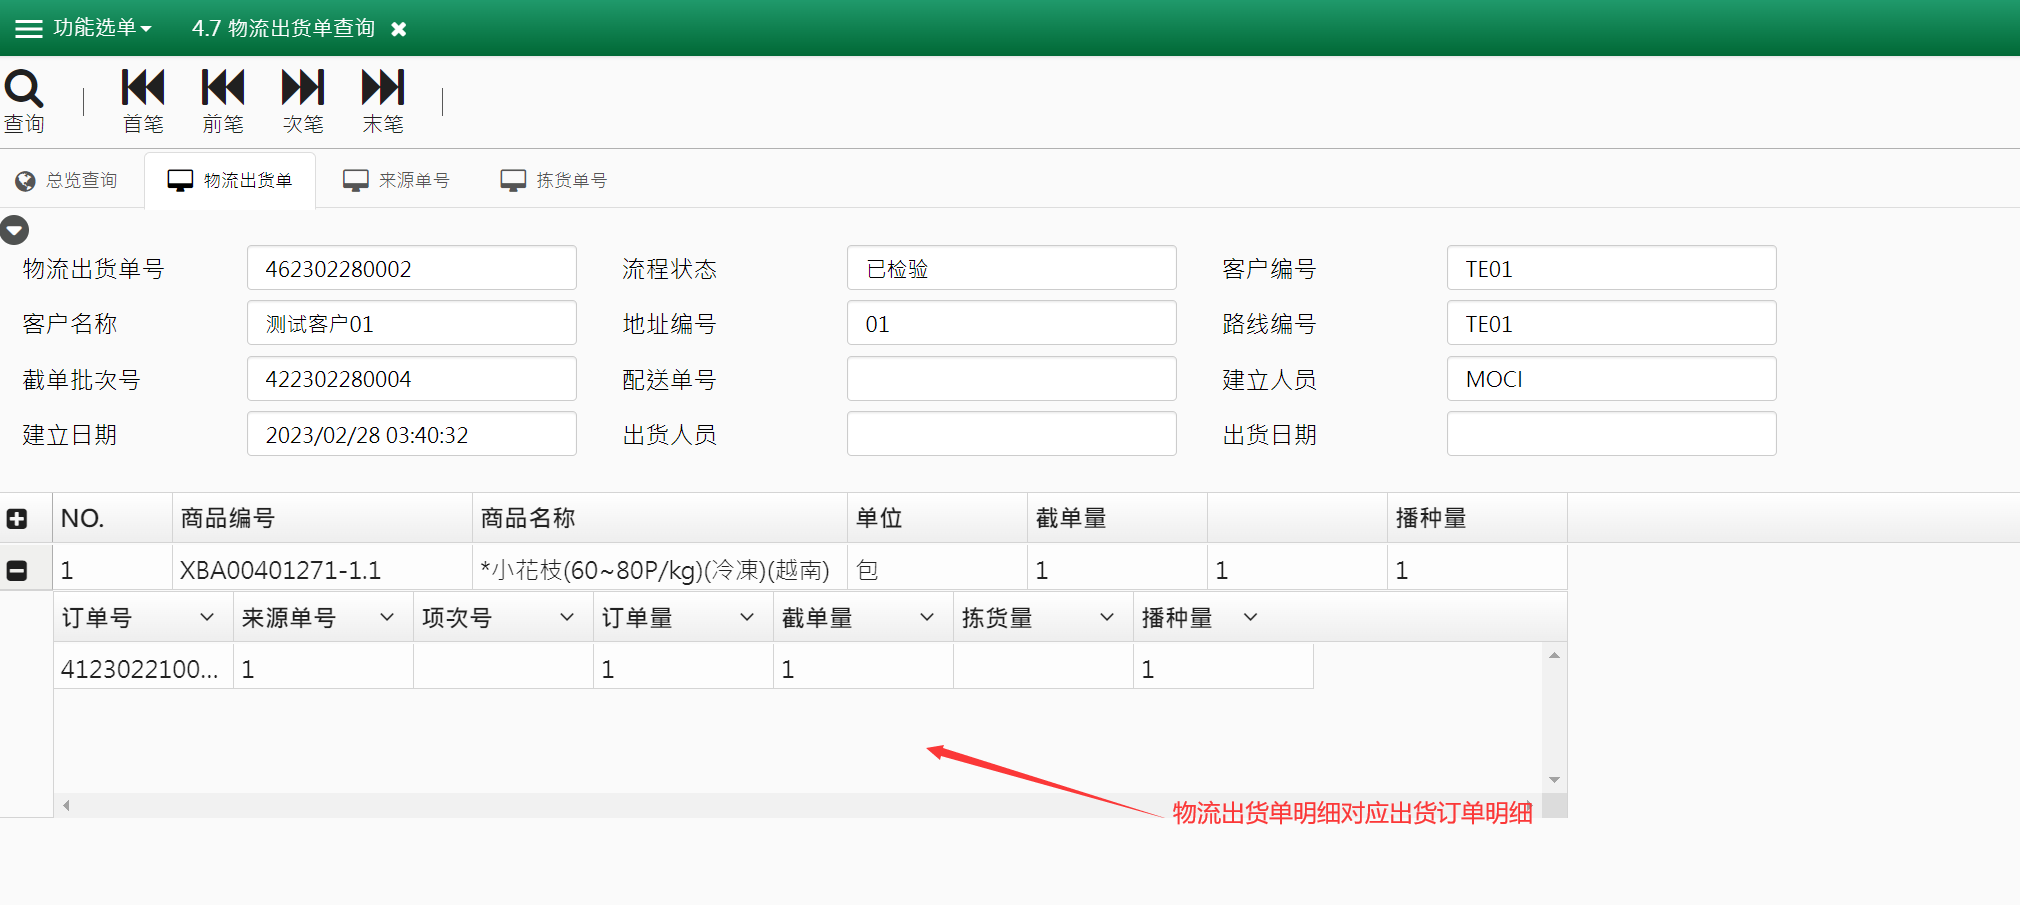 功能选单 4.7 物流出货单查询
查询 首笔 前笔 次笔 末笔
总览查询 物流出货单 来源单号 拣货单号
物流出货单号 462302280002 流程状态 已检验 客户编号 TE01
客户名称 测试客户01 地址编号 01 路线编号 TE01
截单批次号 422302280004 配送单号 建立人员 MOCI
建立日期 2023/02/28 03:40:32 出货人员 出货日期
NO. 商品编号 商品名称 单位 截单量 播种量
1 XBA00401271-1.1 *小花枝(60~80P/kg)(冷凍)(越南) 包 1 1 1
订单号 来源单号 项次号 订单量 截单量 拣货量 播种量
4123022100... 1 1 1 1
物流出货单明细对应出货订单明细